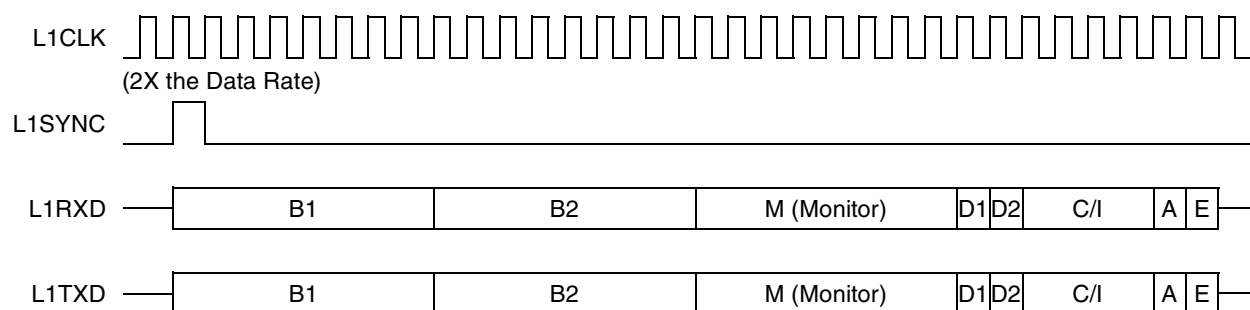 L1CLK
(2X the Data Rate)
L1SYNC
L1RXD B1 B2 M (Monitor) D1 D2 C/I A E
L1TXD B1 B2 M (Monitor) D1 D2 C/I A E